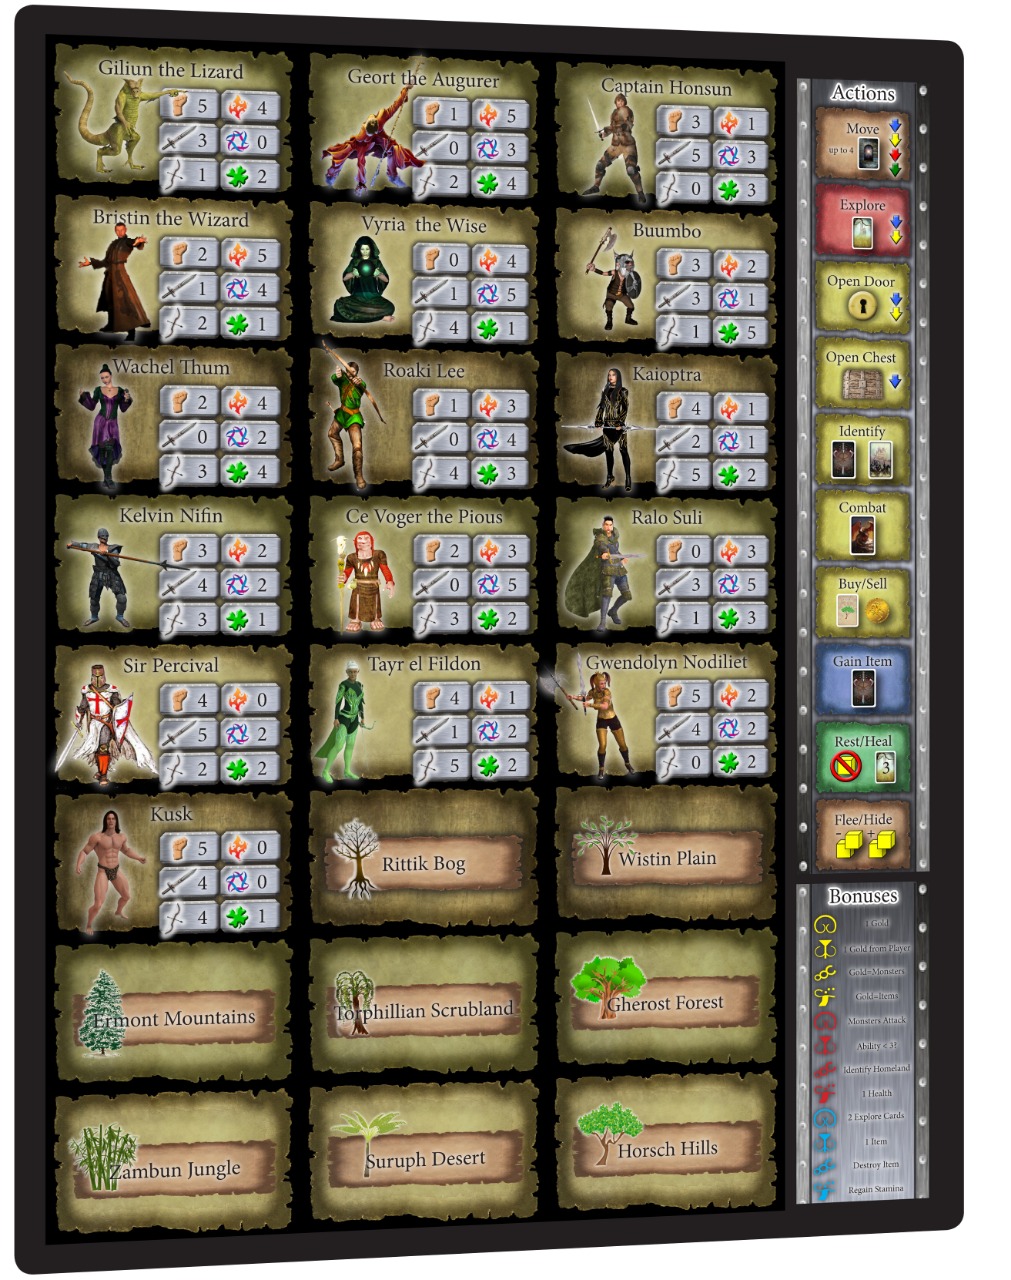 Giliun the Lizard
5 4
3 0
1 2
Geort the Augurer
1 5
0 3
2 4
Captain Honsun
3 1
5 3
0 3
Bristin the Wizard
2 5
1 4
2 1
Vyria the Wise
0 4
1 5
4 1
Buumbo
3 2
3 1
1 5
Wachel Thum
2 4
0 2
3 4
Roaki Lee
1 3
0 4
4 3
Kaioptra
4 1
2 1
5 2
Kelvin Nifin
3 2
4 2
3 1
Ce Voger the Pious
2 3
0 5
3 2
Ralo Suli
0 3
3 5
1 3
Sir Percival
4 0
5 2
2 2
Tayr el Fildon
4 1
1 2
5 2
Gwendolyn Nodiliet
5 2
4 2
0 2
Kusk
5 0
4 0
4 1
Rittik Bog
Wistin Plain
Ermont Mountains
Torphillian Scrubland
Gherost Forest
Zambun Jungle
Suruph Desert
Horsch Hills
Actions
Move
up to 4
Explore
Open Door
Open Chest
Identify
Combat
Buy/Sell
Gain Item
Rest/Heal
3
Flee/Hide
- +
Bonuses
1 Gold
1 Gold from Player
Gold=Monsters
Gold=Items
Monsters Attack
Ability < 3?
Identify Homeland
1 Health
2 Explore Cards
1 Item
Destroy Item
Regain Stamina